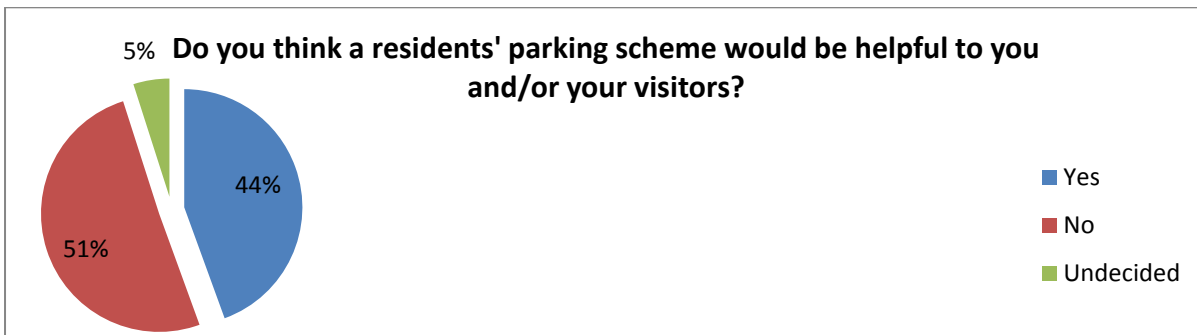 5%
Do you think a residents' parking scheme would be helpful to you
and/or your visitors?
44%
51%
Yes
No
Undecided